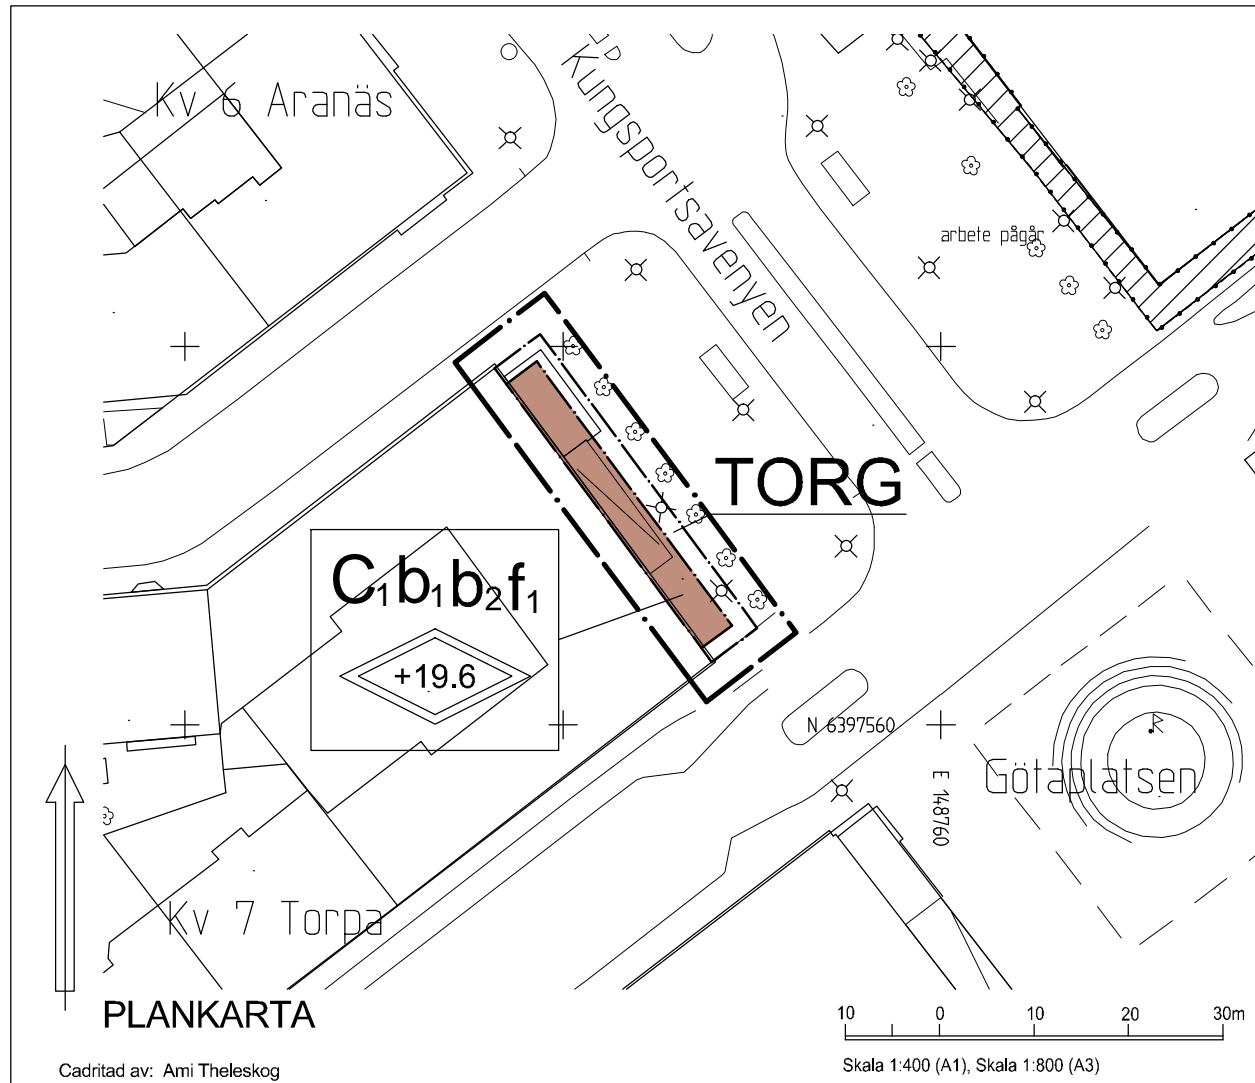 Kv 6 Aranäs
Kungsportsavenyen
arbete pågår
TORG
C₁b₁b₂f₁
+19.6
N 6397560
E 148760
Götaplatsen
Kv 7 Torpa
PLANKARTA
10 0 10 20 30m
Cadritad av: Ami Theleskog
Skala 1:400 (A1), Skala 1:800 (A3)